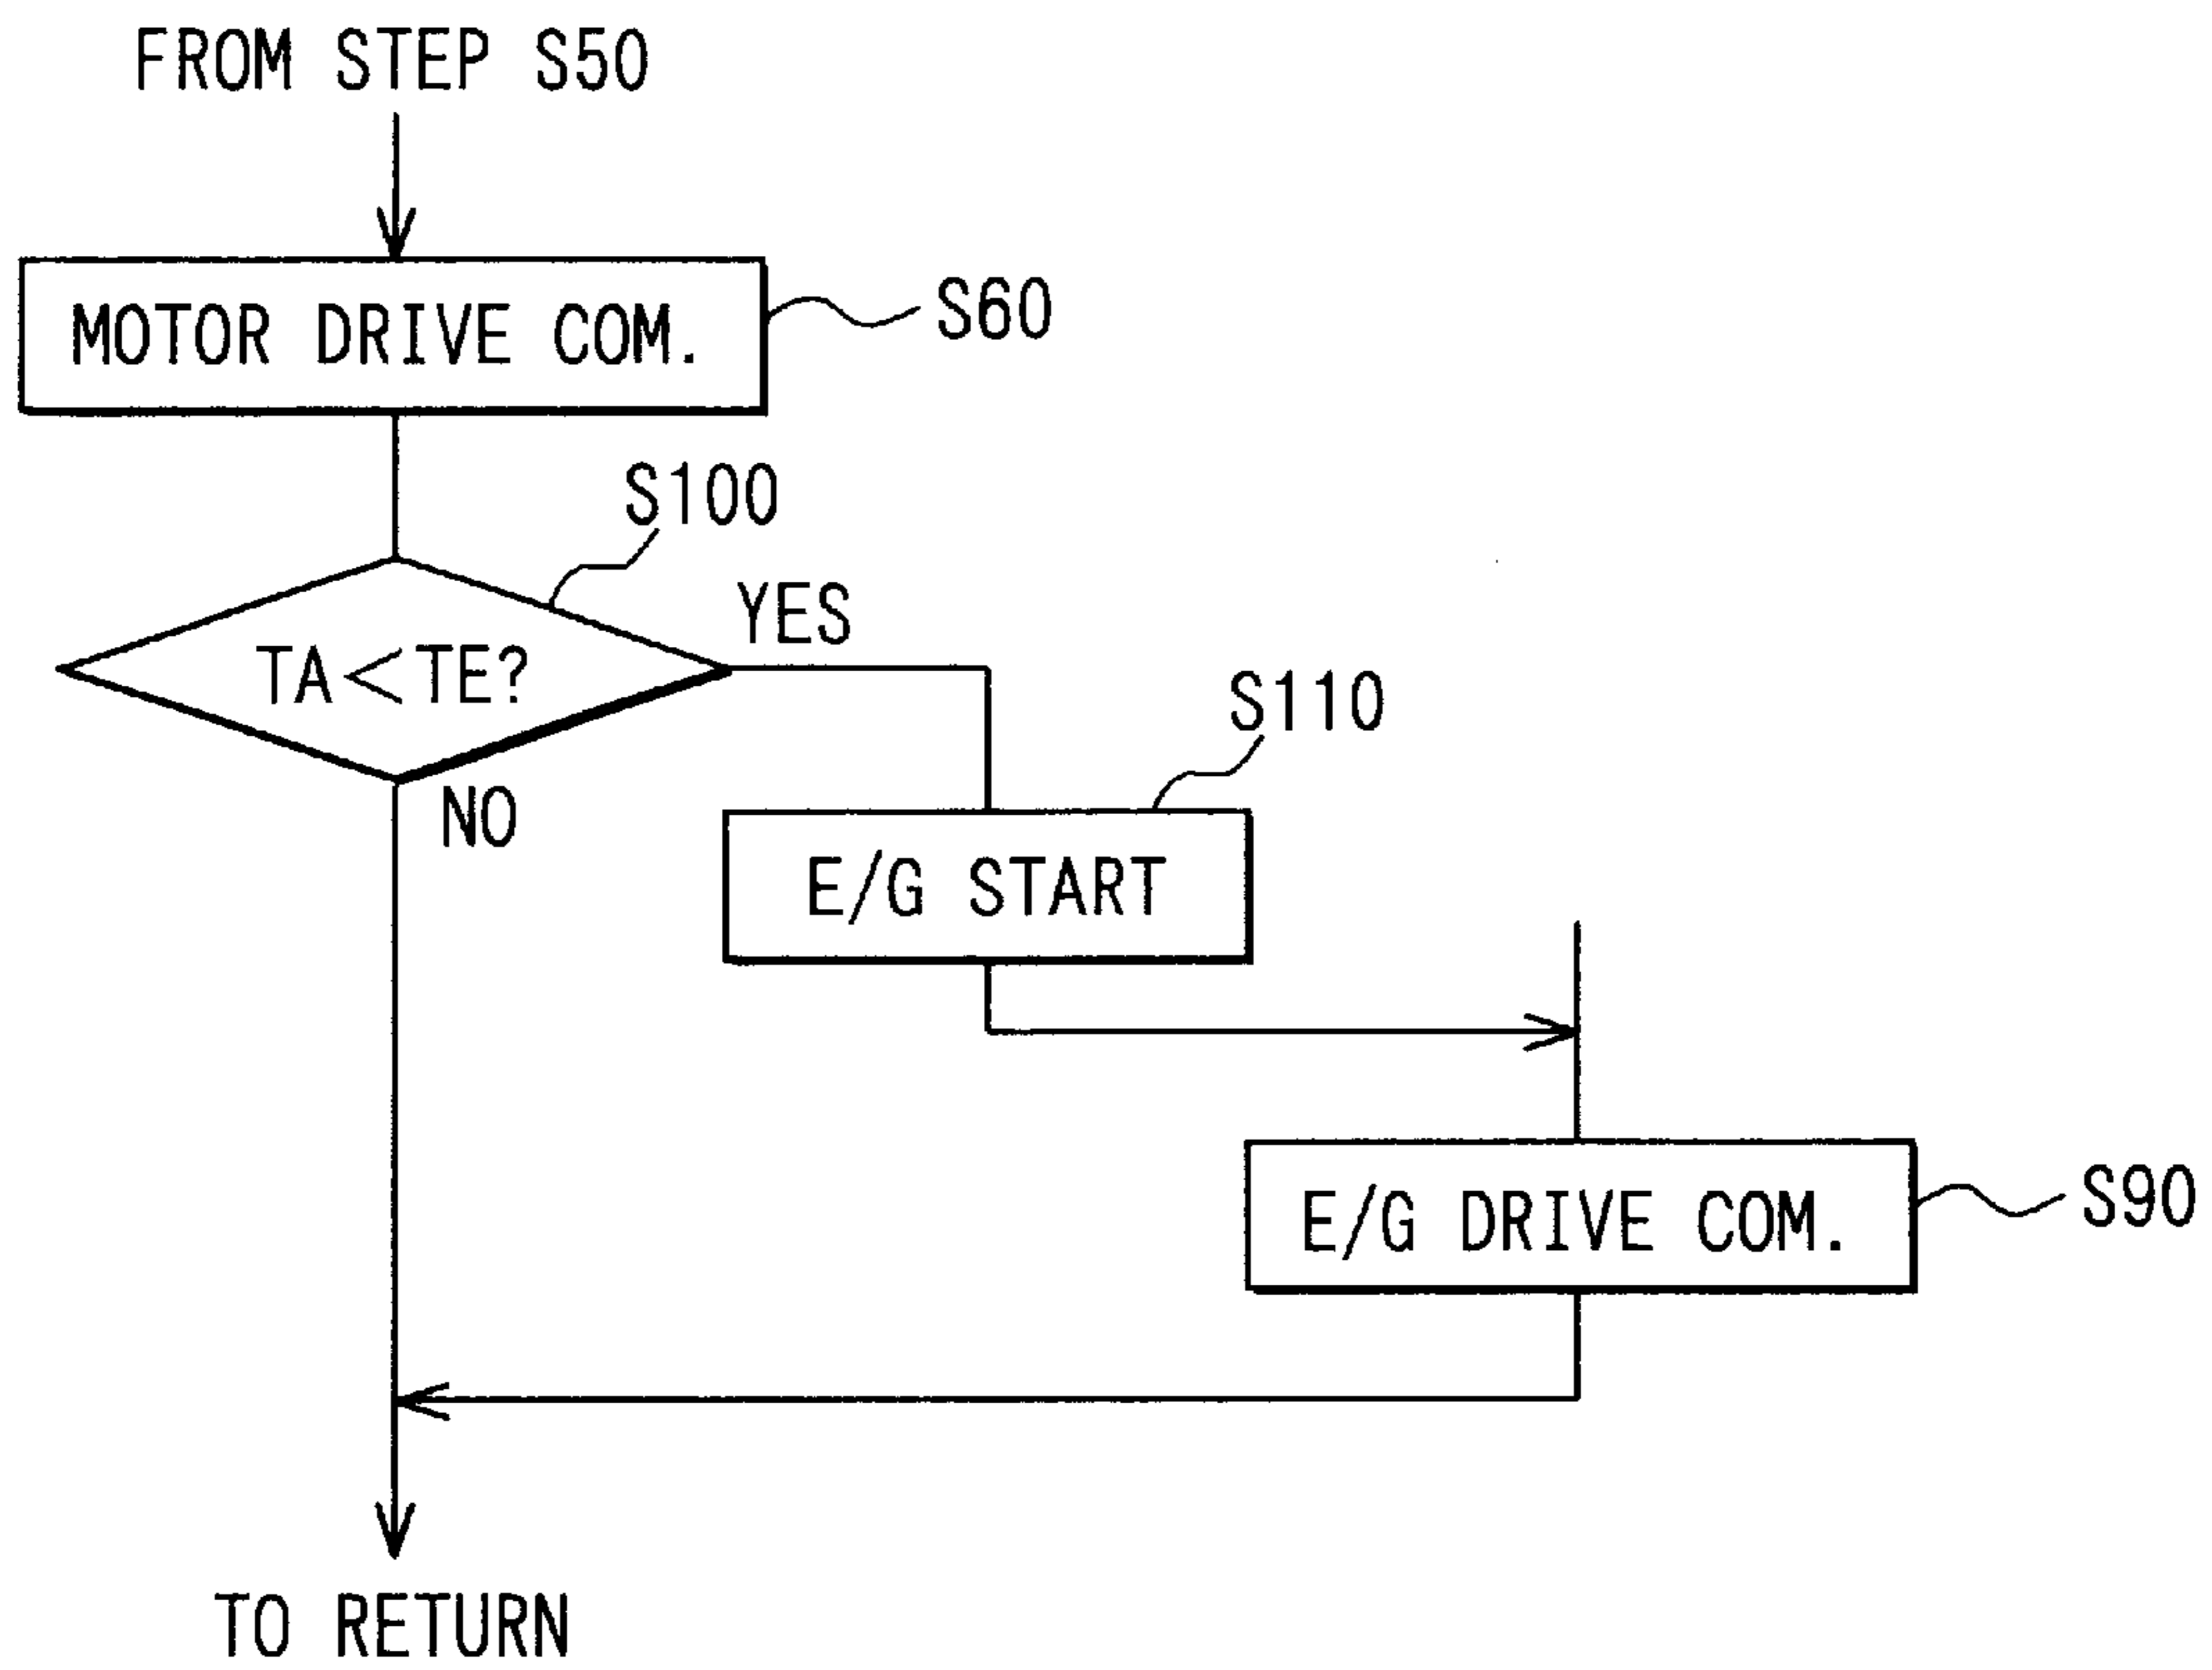 FROM STEP S50
MOTOR DRIVE COM.
S60
S100
TA<TE?
YES
NO
S110
E/G START
E/G DRIVE COM.
S90
TO RETURN